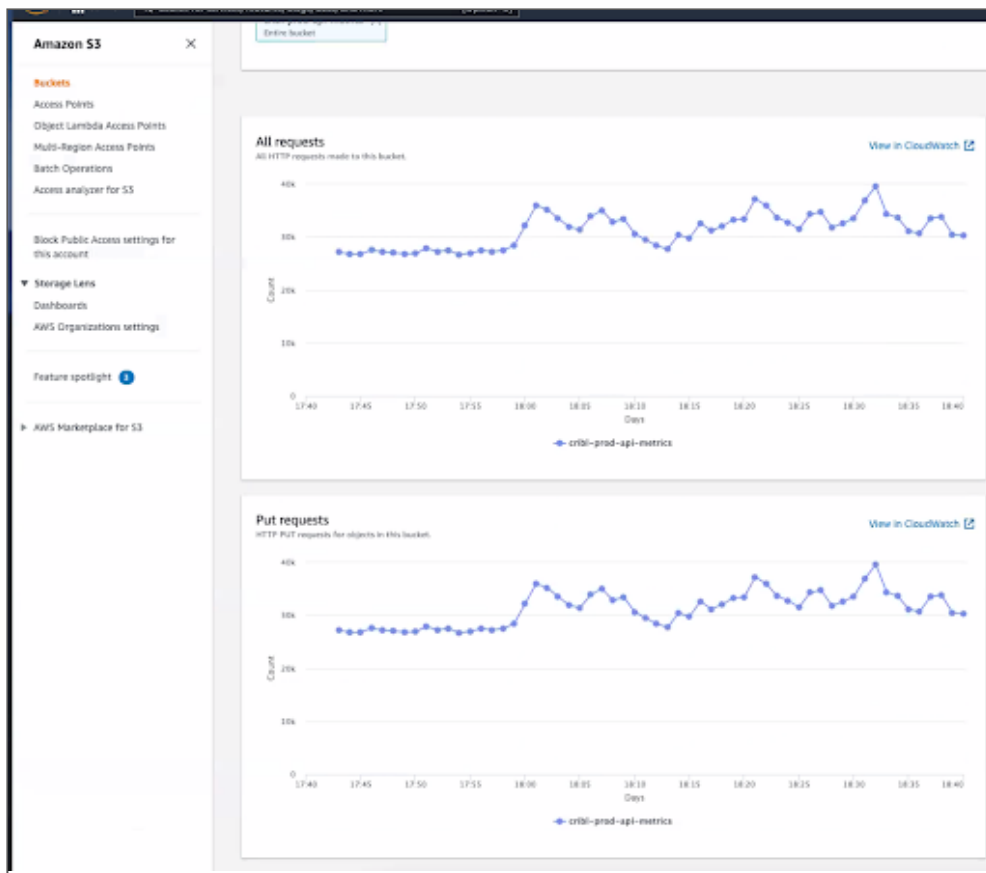 Amazon S3
Buckets
Access Points
Object Lambda Access Points
Multi-Region Access Points
Batch Operations
Access analyzer for S3
Block Public Access settings for
this account
Storage Lens
Dashboards
AWS Organizations settings
Feature spotlight
AWS Marketplace for S3
Entire bucket
All requests
View in CloudWatch
All HTTP requests made to this bucket.
40k
30k
20k
10k
0
Count
17:40 17:45 17:50 17:55 18:00 18:05 18:10 18:15 18:20 18:25 18:30 18:35 18:40
Days
cribl-prod-api-metrics
Put requests
View in CloudWatch
HTTP PUT requests for objects in this bucket.
40k
30k
20k
10k
0
Count
17:40 17:45 17:50 17:55 18:00 18:05 18:10 18:15 18:20 18:25 18:30 18:35 18:40
Days
cribl-prod-api-metrics